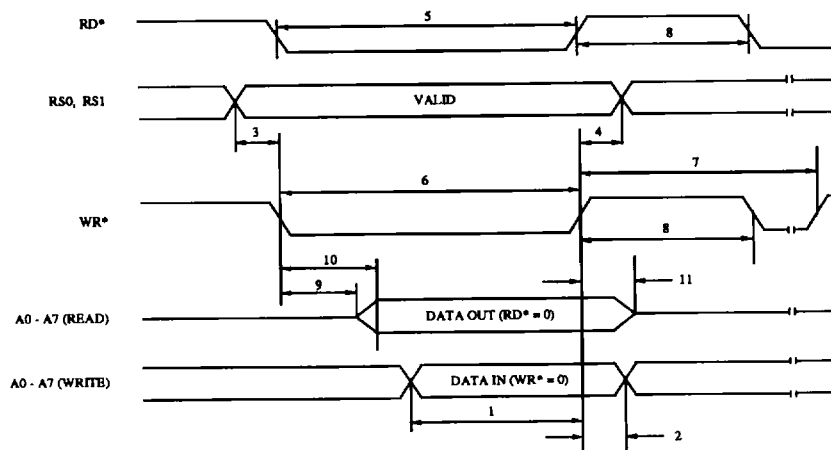 RD*
5
8
RS0, RS1
VALID
3
4
7
6
WR*
8
10
9
11
A0 - A7 (READ)
DATA OUT (RD* = 0)
A0 - A7 (WRITE)
DATA IN (WR* = 0)
1
2